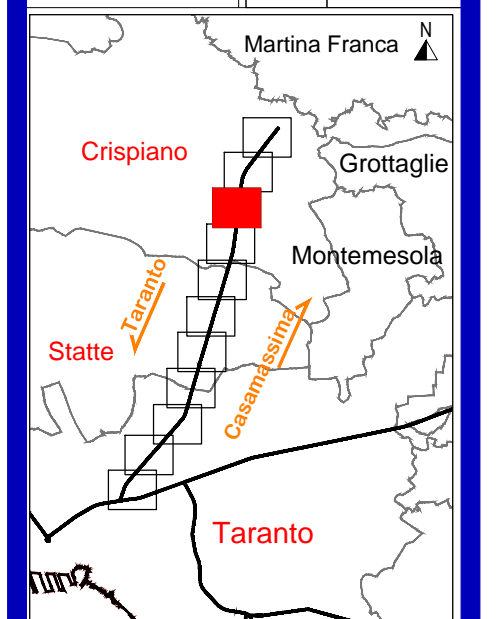 N
Martina Franca
Crispiano
Grottaglie
Montemesola
Taranto
Casamassima
Statte
Taranto